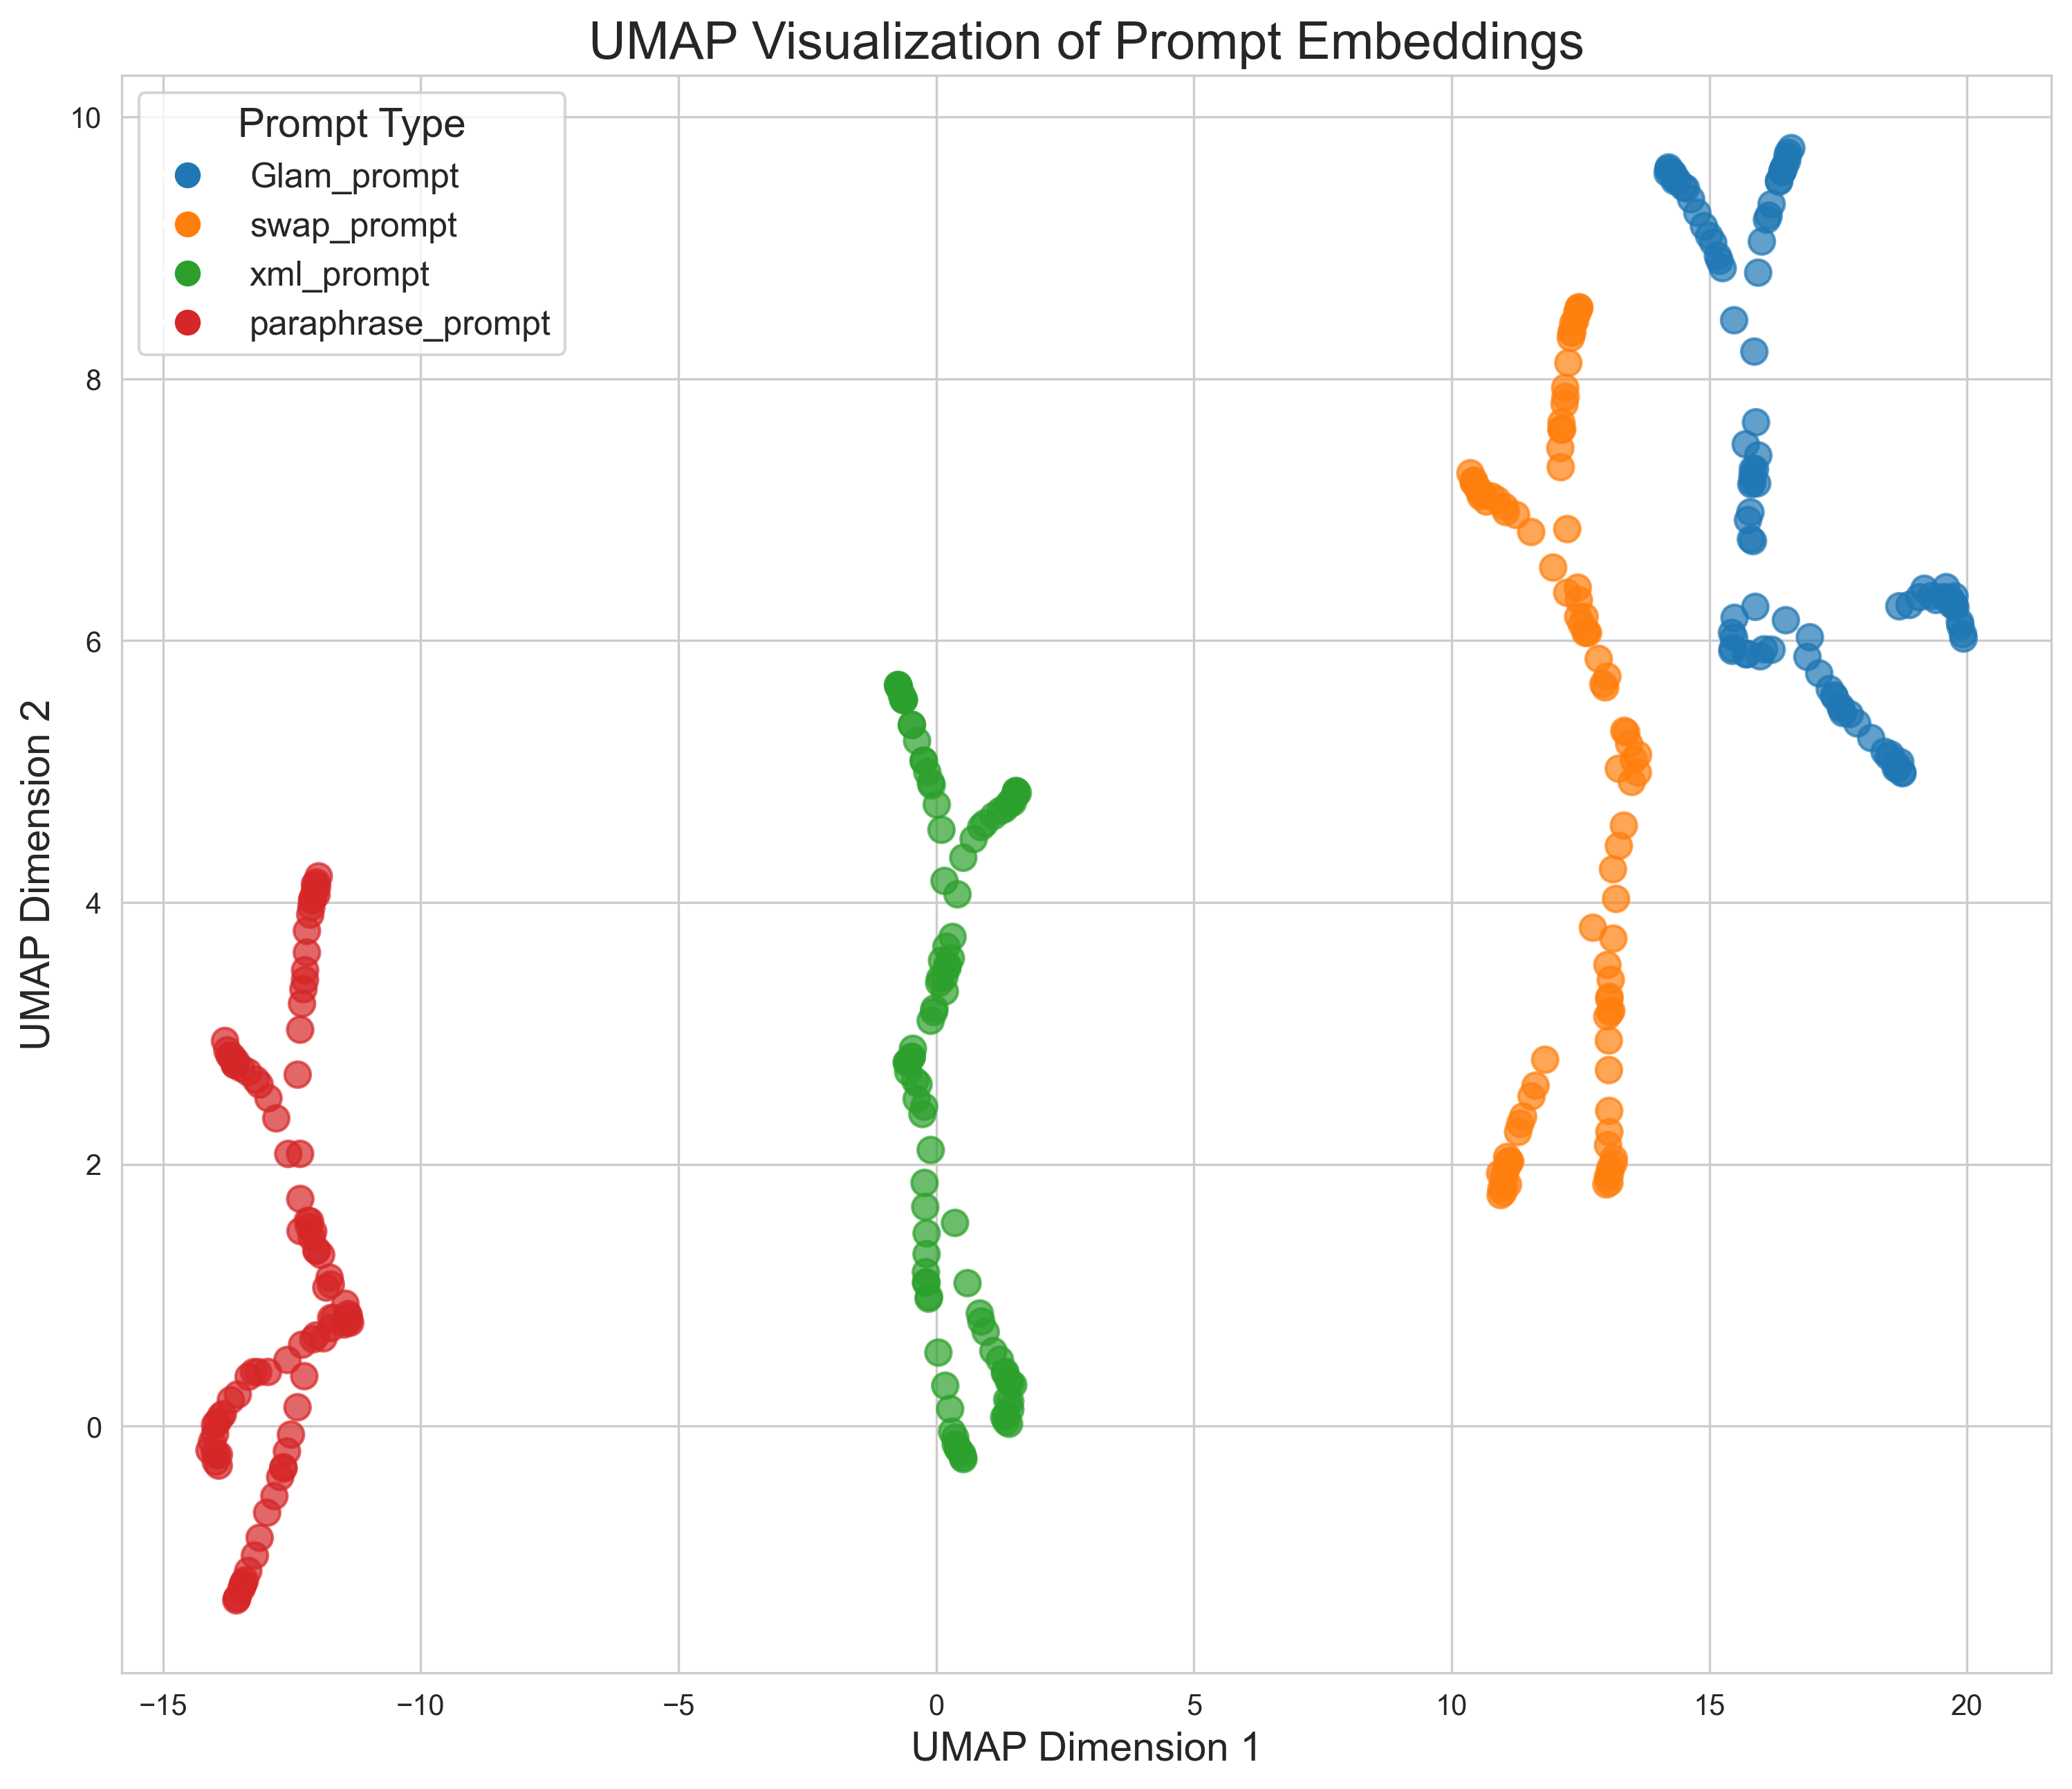 UMAP Visualization of Prompt Embeddings
Prompt Type
Glam_prompt
swap_prompt
xml_prompt
paraphrase_prompt
10
8
6
4
2
0
UMAP Dimension 2
−15
−10
−5
0
5
10
15
20
UMAP Dimension 1